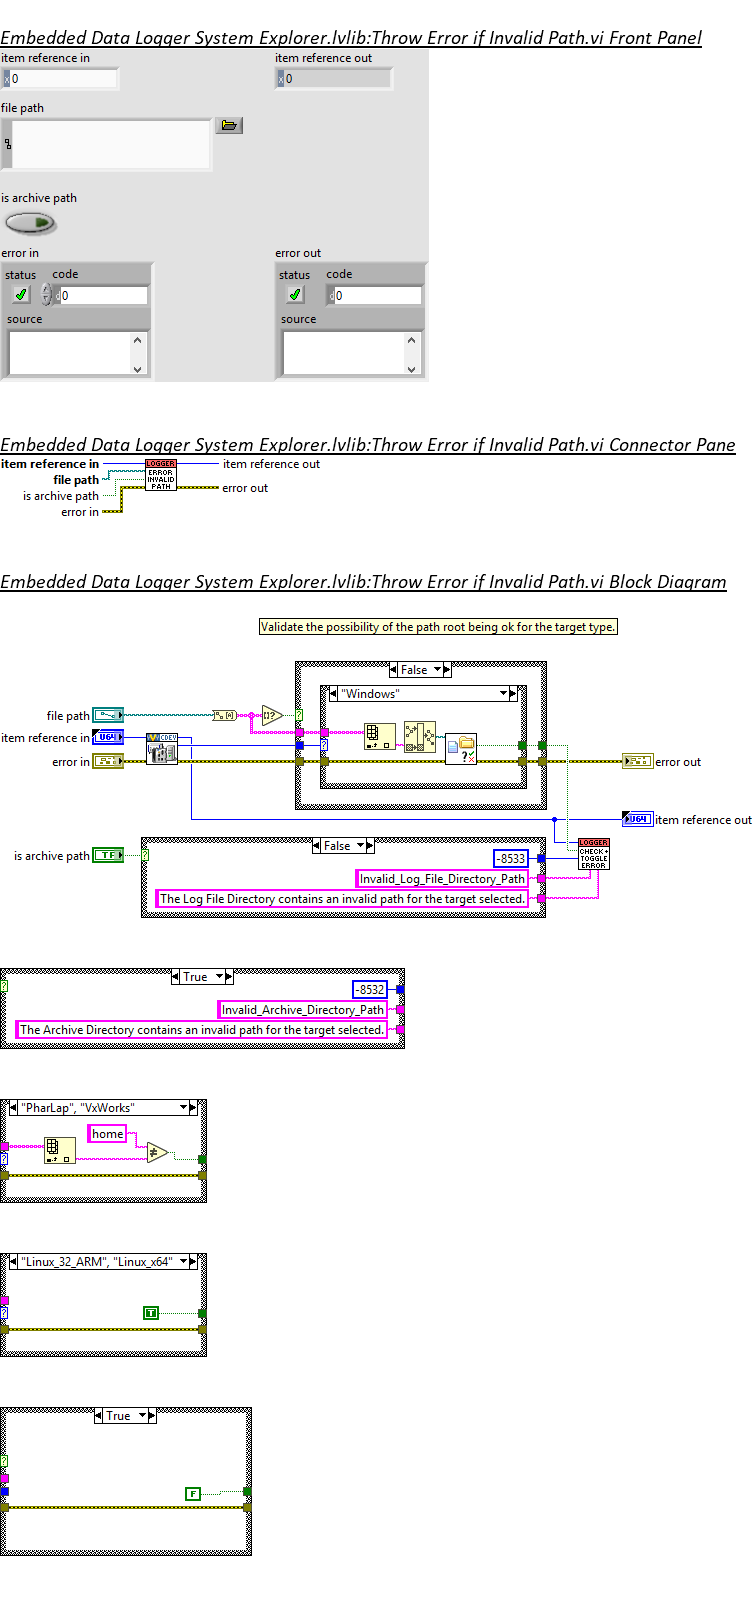 Embedded Data Logger System Explorer.lvlib:Throw Error if Invalid Path.vi Front Panel
item reference in
item reference out
x 0
x 0
file path
is archive path
error in
error out
status code
status code
d 0
d 0
source
source
Embedded Data Logger System Explorer.lvlib:Throw Error if Invalid Path.vi Connector Pane
item reference in
LOGGER
item reference out
file path
ERROR
INVALID
PATH
is archive path
error out
error in
Embedded Data Logger System Explorer.lvlib:Throw Error if Invalid Path.vi Block Diagram
Validate the possibility of the path root being ok for the target type.
False
"Windows"
file path
item reference in
U64
CDEV
error in
error out
U64
item reference out
is archive path
TF
False
-8533
LOGGER
CHECK+
TOGGLE
ERROR
Invalid_Log_File_Directory_Path
The Log File Directory contains an invalid path for the target selected.
True
-8532
Invalid_Archive_Directory_Path
The Archive Directory contains an invalid path for the target selected.
"PharLap", "VxWorks"
home
"Linux_32_ARM", "Linux_x64"
T
True
F